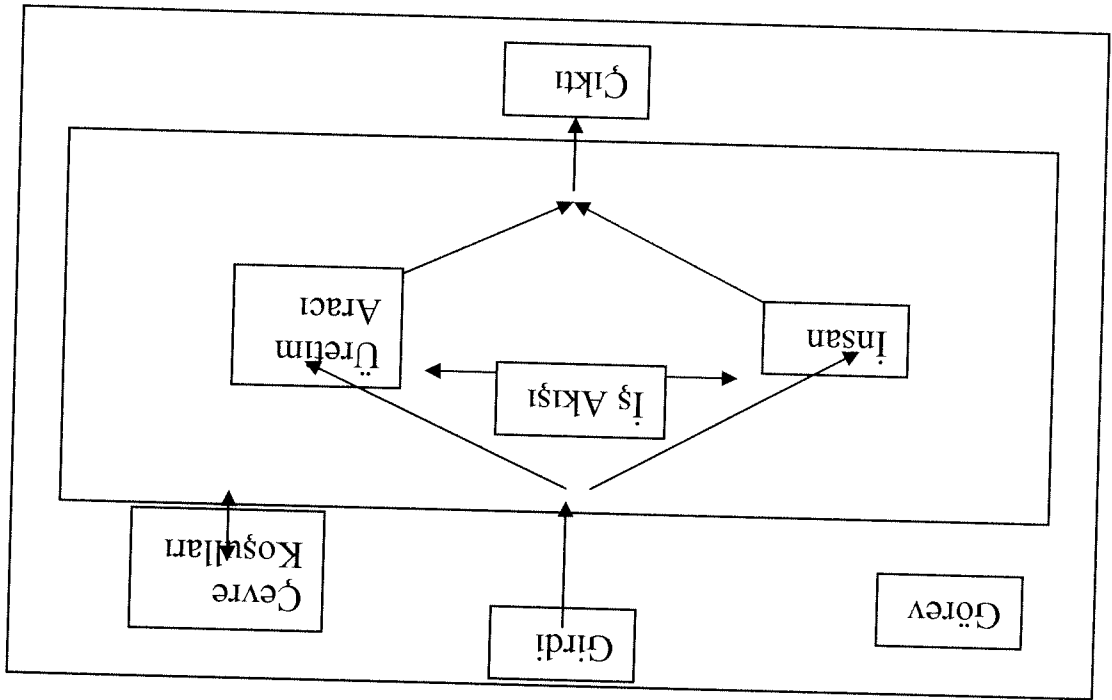 Görev
Girdi
Çevre
Koşulları
İş Akışı
İnsan
Üretim
Aracı
Çıktı